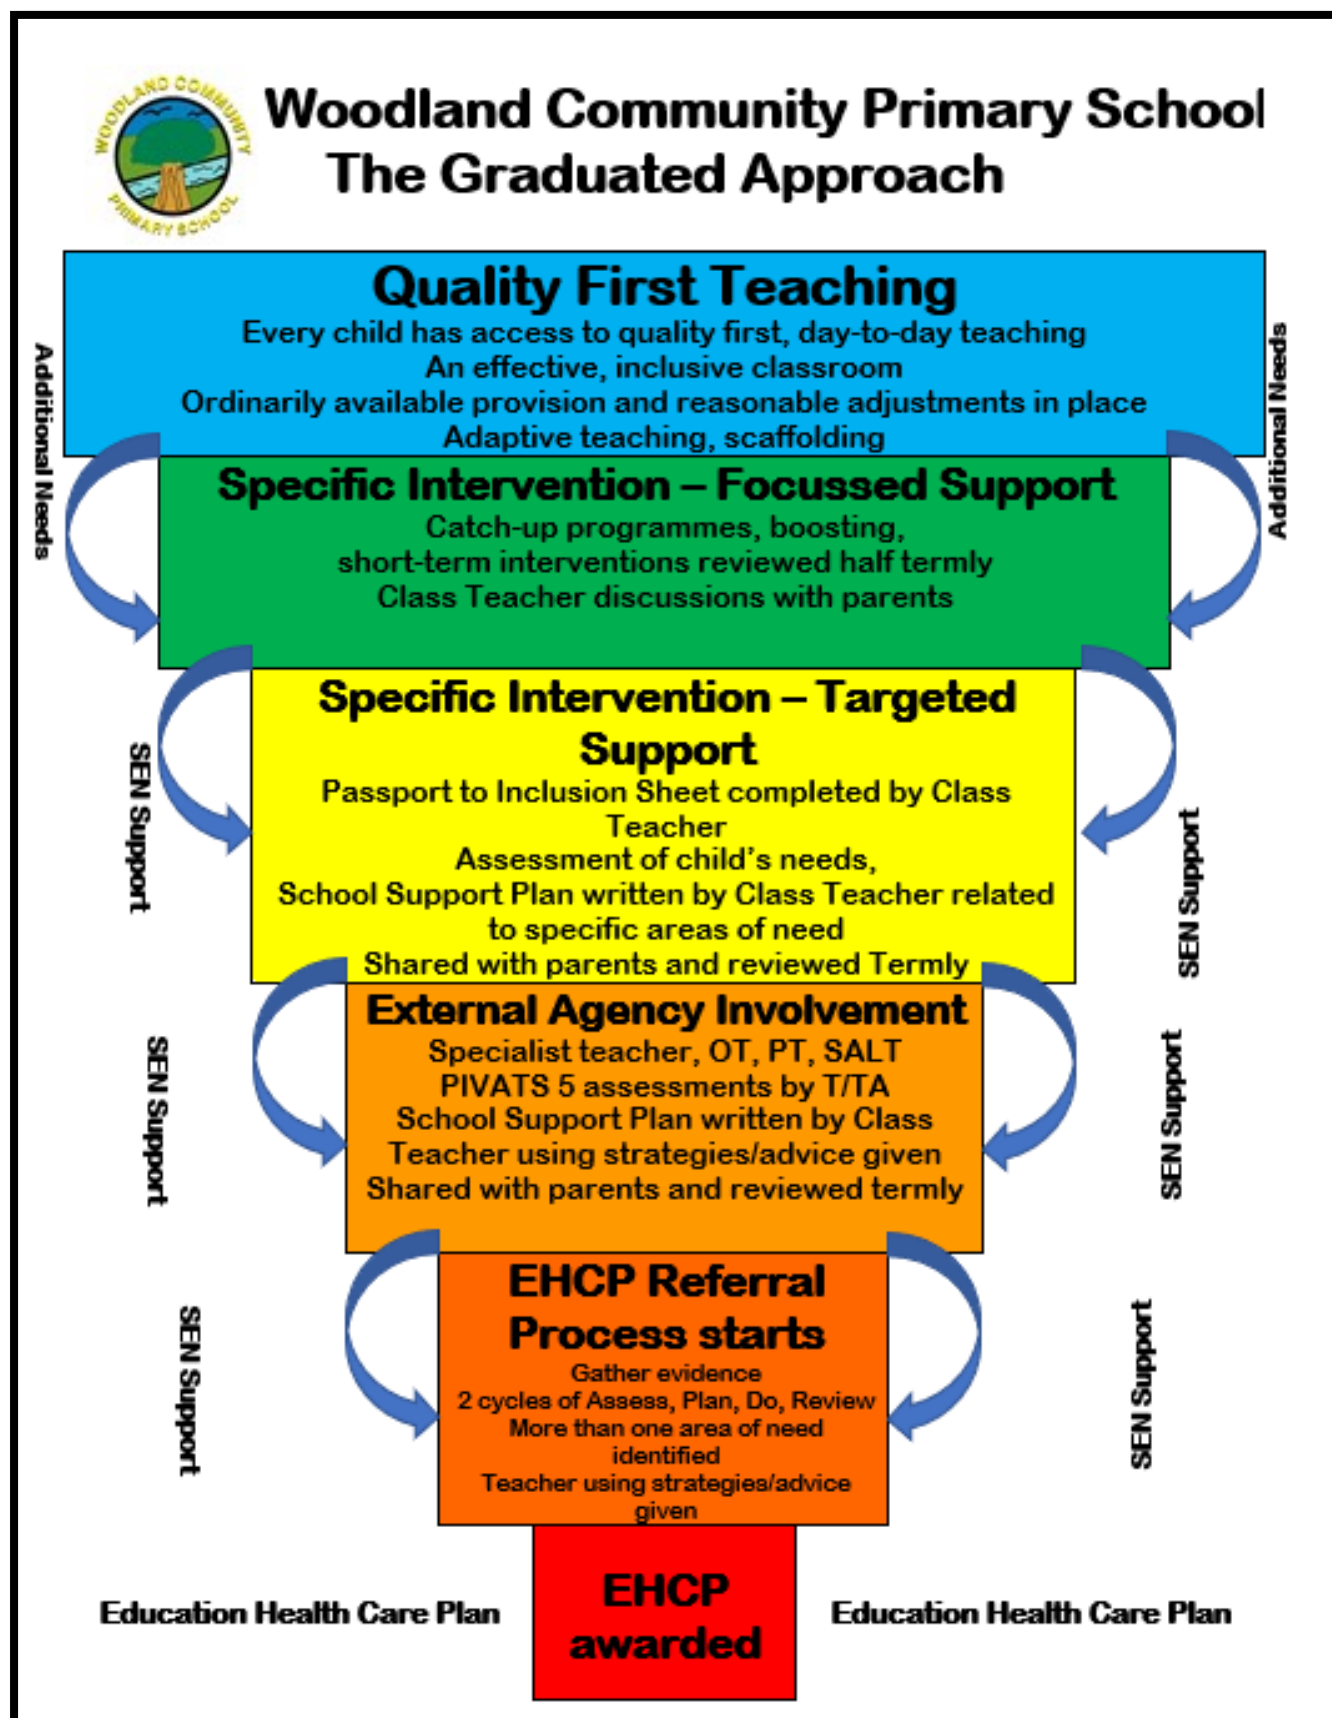 WOODLAND COMMUNITY
PRIMARY SCHOOL
Woodland Community Primary School
The Graduated Approach
Quality First Teaching
Every child has access to quality first, day-to-day teaching
An effective, inclusive classroom
Ordinarily available provision and reasonable adjustments in place
Adaptive teaching, scaffolding
Additional Needs
Additional Needs
Specific Intervention – Focussed Support
Catch-up programmes, boosting,
short-term interventions reviewed half termly
Class Teacher discussions with parents
Specific Intervention – Targeted
Support
Passport to Inclusion Sheet completed by Class
Teacher
Assessment of child's needs,
School Support Plan written by Class Teacher related
to specific areas of need
Shared with parents and reviewed Termly
SEN Support
SEN Support
External Agency Involvement
Specialist teacher, OT, PT, SALT
PIVATS 5 assessments by T/TA
School Support Plan written by Class
Teacher using strategies/advice given
Shared with parents and reviewed termly
SEN Support
SEN Support
EHCP Referral
Process starts
Gather evidence
2 cycles of Assess, Plan, Do, Review
More than one area of need
identified
Teacher using strategies/advice
given
SEN Support
SEN Support
EHCP
awarded
Education Health Care Plan
Education Health Care Plan